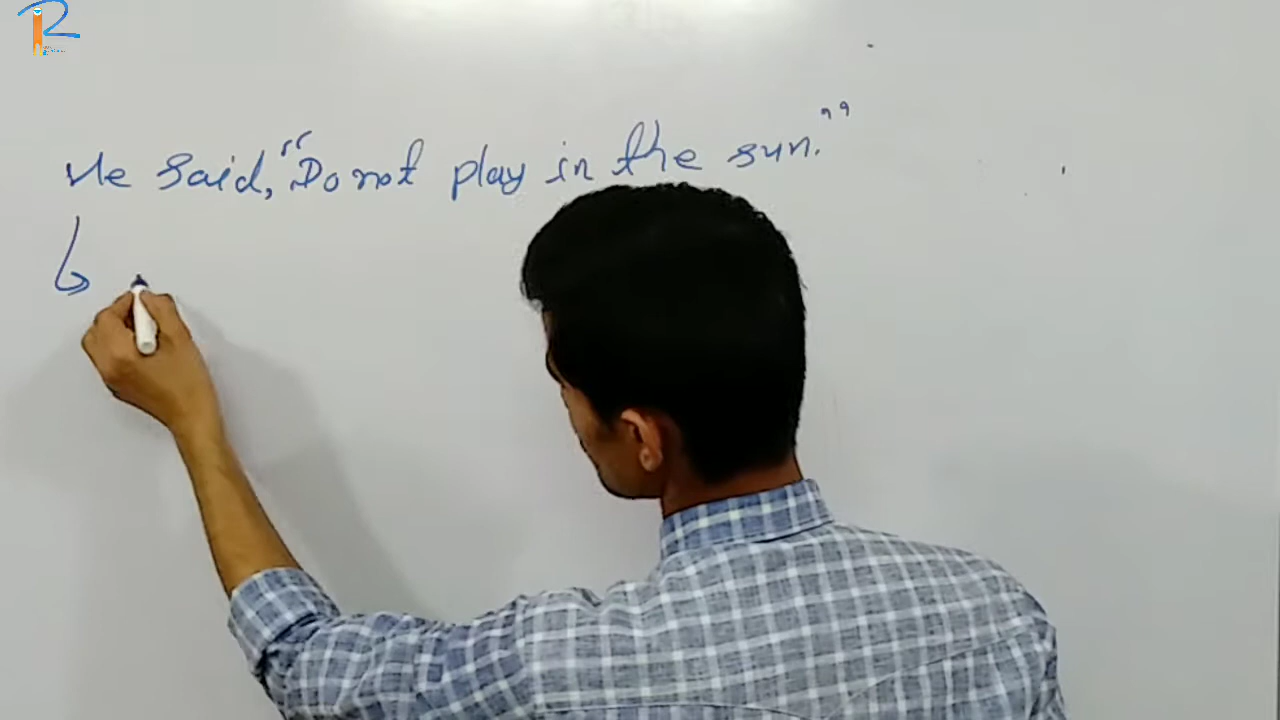 He said, "Do not play in the sun."